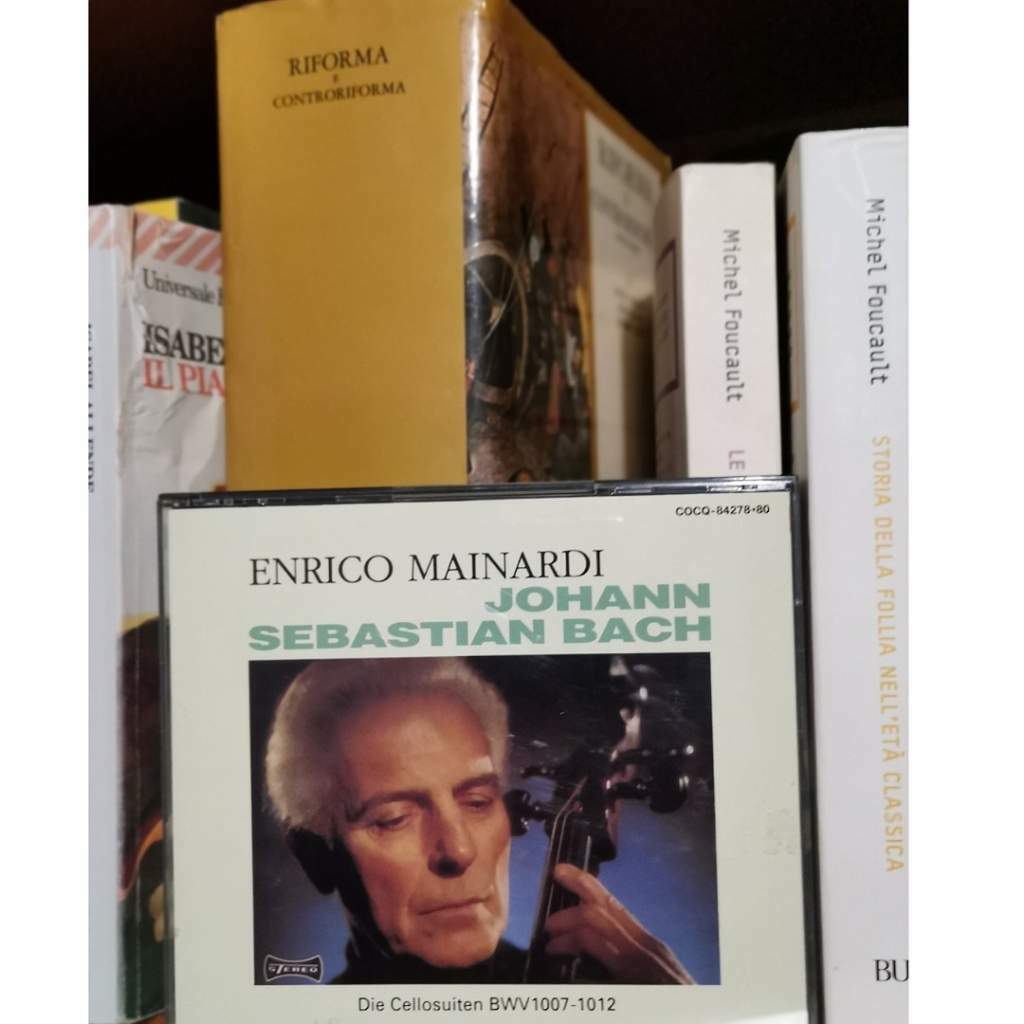 RIFORMA
E
CONTRORIFORMA
Universale
ISABE
IL PIA
Michel Foucault LE
Michel Foucault STORIA DELLA FOLLIA NELL'ETÀ CLASSICA
BU
COCQ-84278•80
ENRICO MAINARDI
JOHANN
SEBASTIAN BACH
STEREO
Die Cellosuiten BWV1007-1012